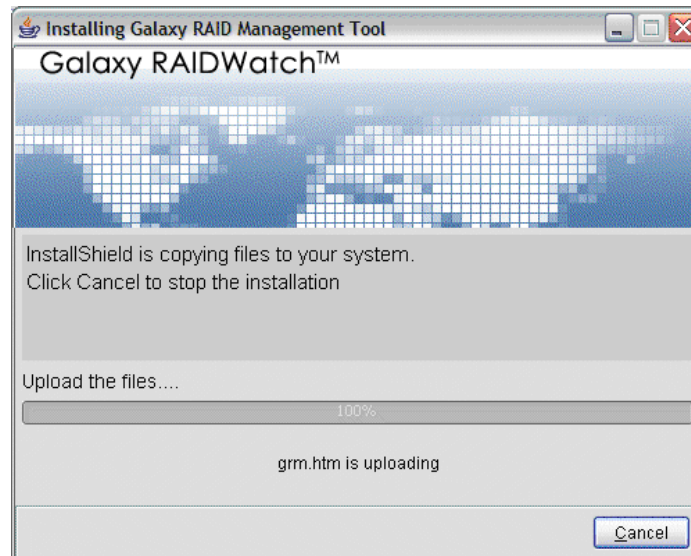 Installing Galaxy RAID Management Tool
Galaxy RAIDWatch™
InstallShield is copying files to your system.
Click Cancel to stop the installation
Upload the files....
100%
grm.htm is uploading
Cancel